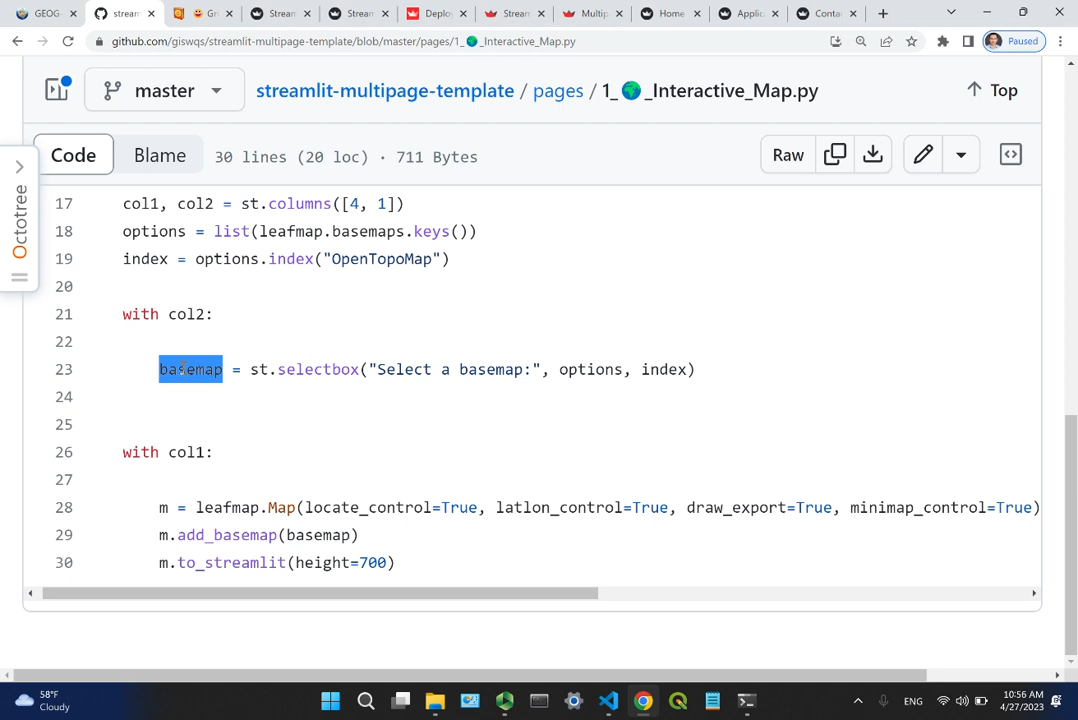 GEOG-
stream
Gr
Stream
Stream
Deploy
Stream
Multip
Home
Applic
Conta
github.com/giswqs/streamlit-multipage-template/blob/master/pages/1_🌍_Interactive_Map.py
Paused
master
streamlit-multipage-template / pages / 1_🌍_Interactive_Map.py
Top
Code
Blame
30 lines (20 loc) · 711 Bytes
Raw
Octotree
17 col1, col2 = st.columns([4, 1])
18 options = list(leafmap.basemaps.keys())
19 index = options.index("OpenTopoMap")
20
21 with col2:
22
23 basemap = st.selectbox("Select a basemap:", options, index)
24
25
26 with col1:
27
28 m = leafmap.Map(locate_control=True, latlon_control=True, draw_export=True, minimap_control=True)
29 m.add_basemap(basemap)
30 m.to_streamlit(height=700)
58°F
Cloudy
ENG
10:56 AM
4/27/2023